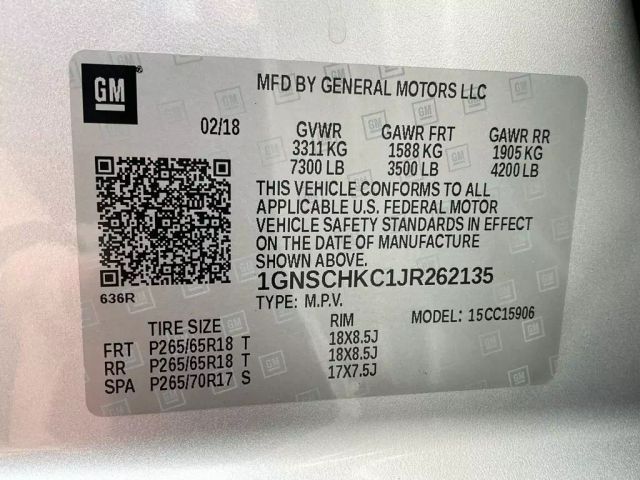 GM
MFD BY GENERAL MOTORS LLC
02/18 GVWR GAWR FRT GAWR RR
3311 KG 1588 KG 1905 KG
7300 LB 3500 LB 4200 LB
THIS VEHICLE CONFORMS TO ALL
APPLICABLE U.S. FEDERAL MOTOR
VEHICLE SAFETY STANDARDS IN EFFECT
ON THE DATE OF MANUFACTURE
SHOWN ABOVE.
1GNSCHKC1JR262135
636R
TYPE: M.P.V. MODEL: 15CC15906
TIRE SIZE RIM
FRT P265/65R18 T 18X8.5J
RR P265/65R18 T 18X8.5J
SPA P265/70R17 S 17X7.5J